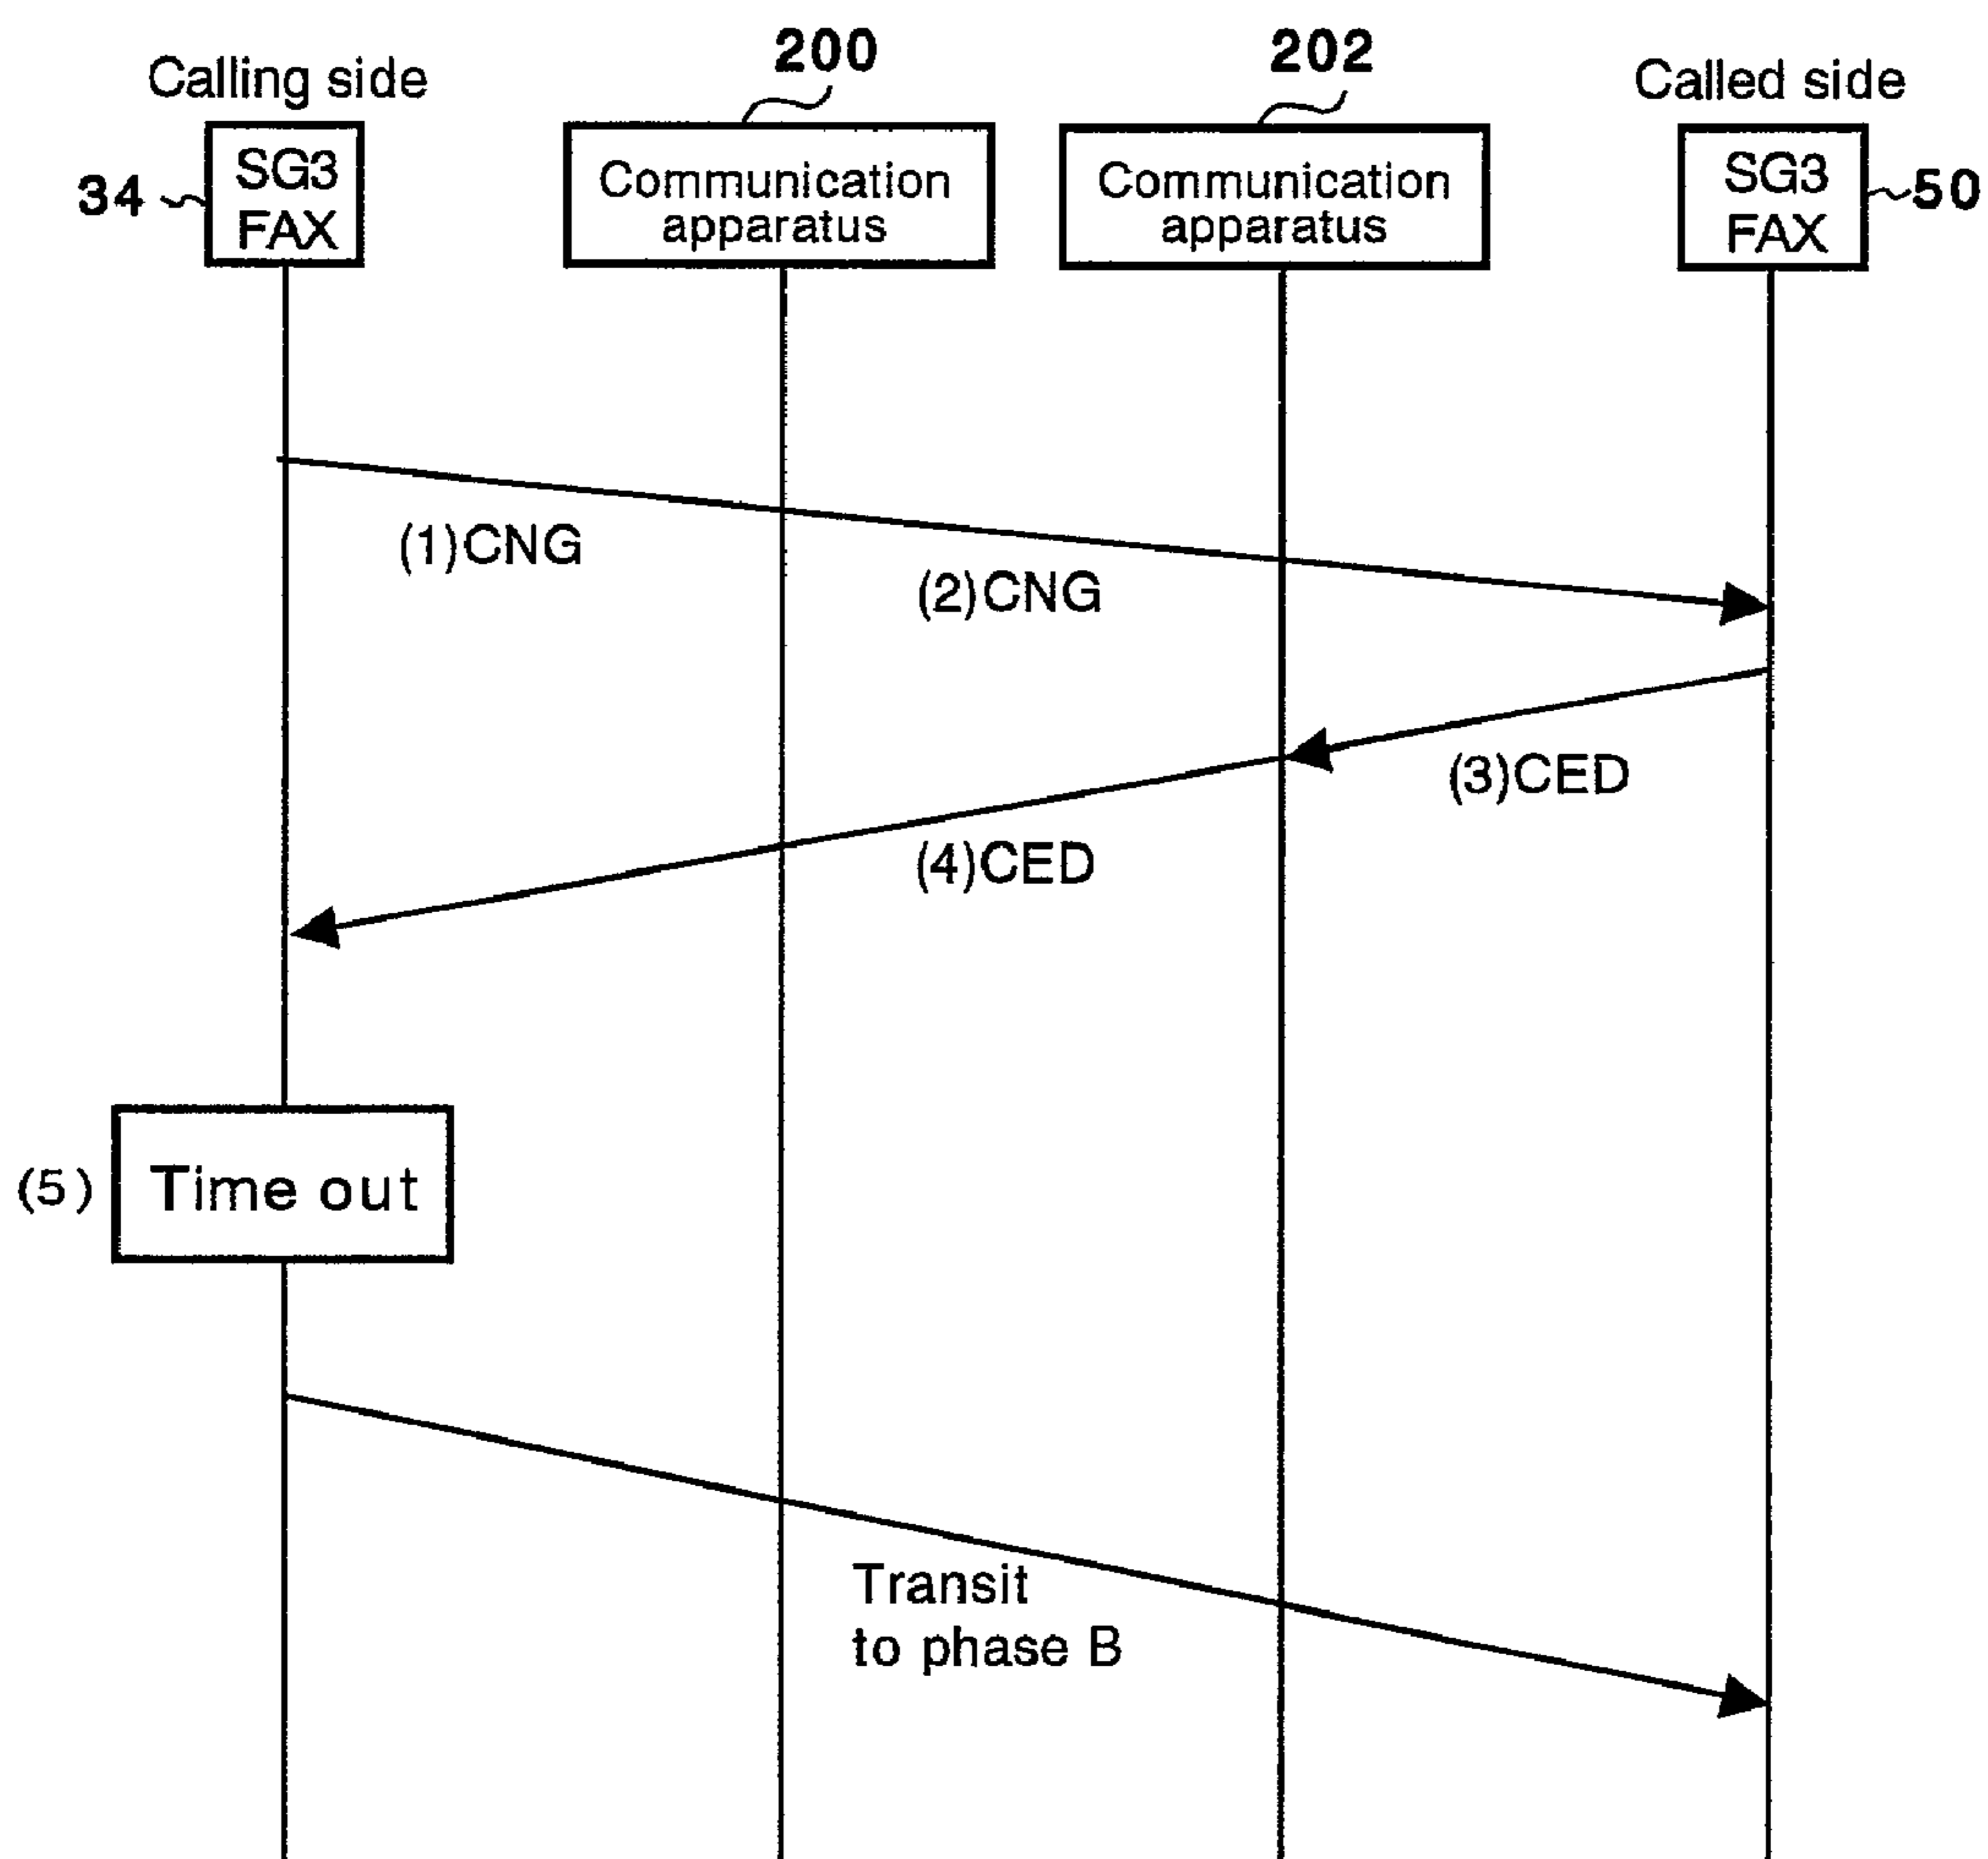 200
202
Calling side
Called side
SG3
FAX
34
Communication
apparatus
Communication
apparatus
SG3
FAX
50
(1)CNG
(2)CNG
(3)CED
(4)CED
(5)
Time out
Transit
to phase B